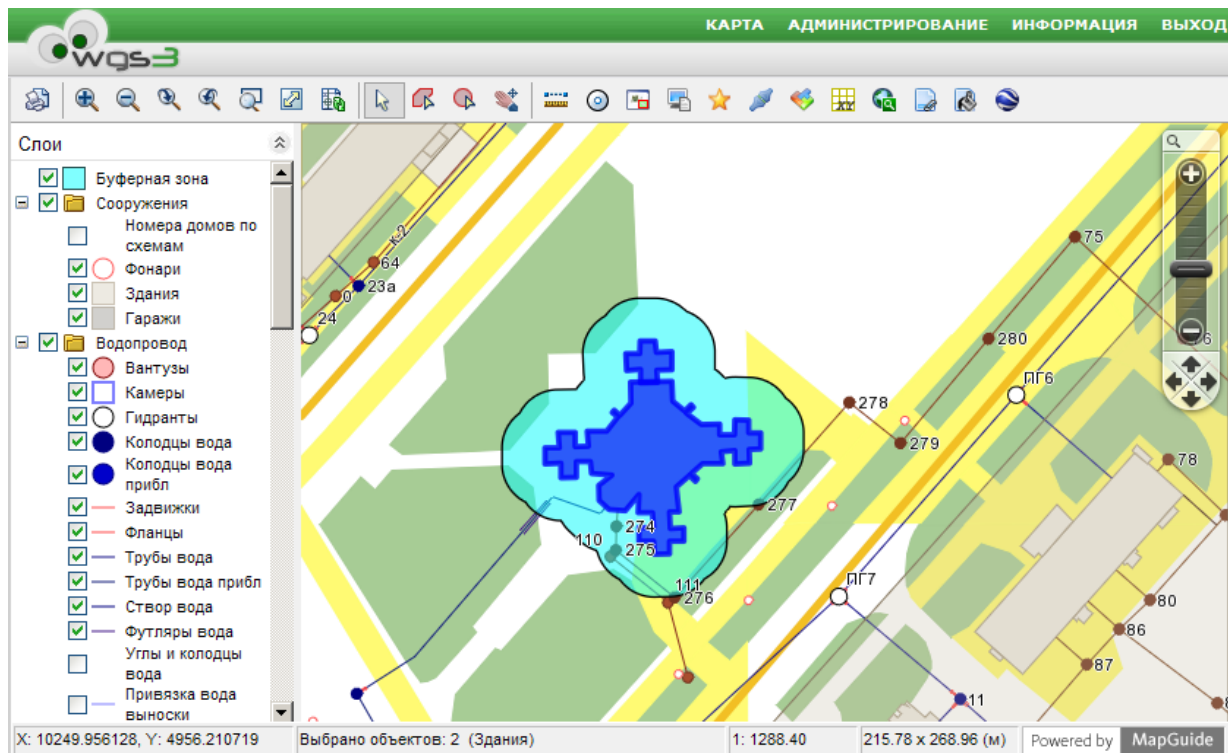 КАРТА АДМИНИСТРИРОВАНИЕ ИНФОРМАЦИЯ ВЫХОД
wgs3
XY
Слои
Буферная зона
Сооружения
Номера домов по
схемам
Фонари
Здания
Гаражи
Водопровод
Вантузы
Камеры
Гидранты
Колодцы вода
Колодцы вода
прибл
Задвижки
Фланцы
Трубы вода
Трубы вода прибл
Створ вода
Футляры вода
Углы и колодцы
вода
Привязка вода
выноски
к-2
64
0
23а
24
75
76
280
ПГ6
278
279
78
277
274
110
275
111
276
ПГ7
80
86
87
11
X: 10249.956128, Y: 4956.210719
Выбрано объектов: 2 (Здания)
1: 1288.40
215.78 x 268.96 (м)
Powered by MapGuide